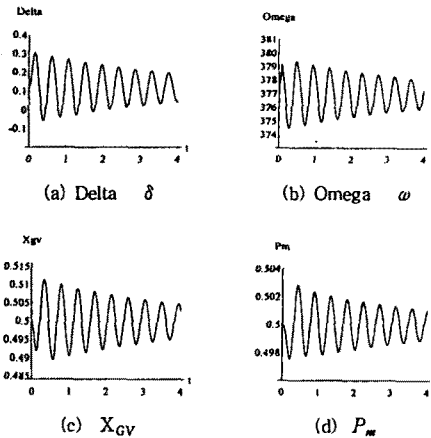 Delta
0.4
0.3
0.2
0.1
0
-0.1
0 1 2 3 4 t
(a) Delta δ
Omega
381
380
379
378
377
376
375
374
0 1 2 3 4
(b) Omega ω
Xgv
0.515
0.51
0.505
0.5
0.495
0.49
0.485
0 1 2 3 4 t
(c) X_GV
Pm
0.504
0.502
0.5
0.498
0 1 2 3 4
(d) P_m